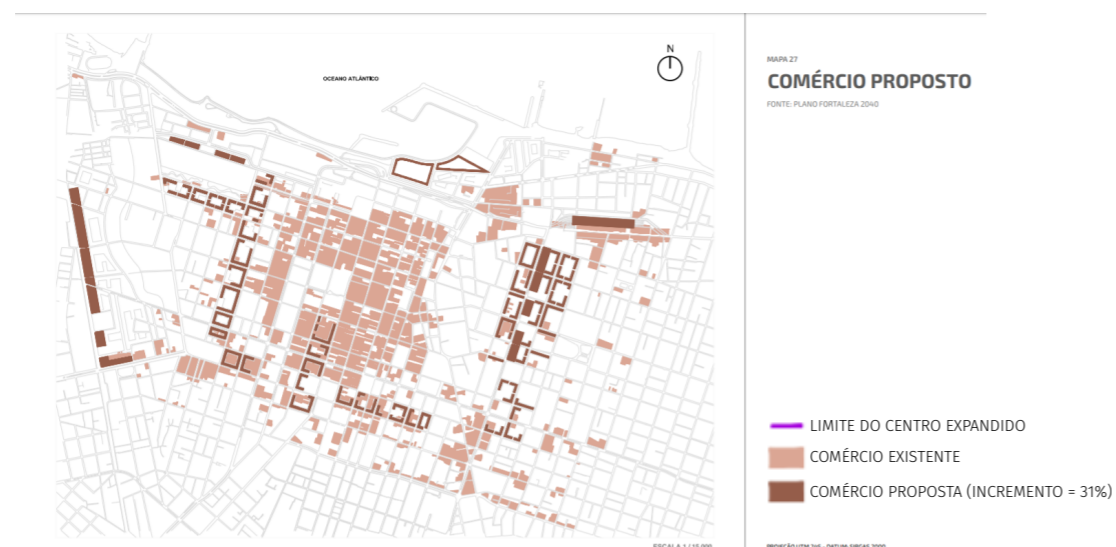 N
OCEANO ATLÂNTICO
MAPA 27
COMÉRCIO PROPOSTO
FONTE: PLANO FORTALEZA 2040
LIMITE DO CENTRO EXPANDIDO
COMÉRCIO EXISTENTE
COMÉRCIO PROPOSTA (INCREMENTO = 31%)